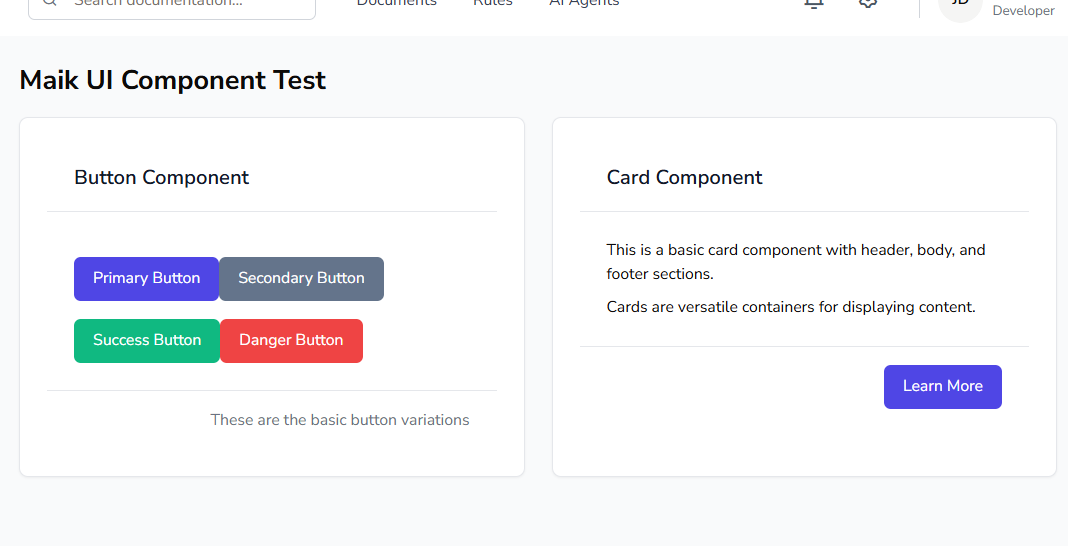 Search documentation...
Documents
Rules
AI Agents
JD
Developer
Maik UI Component Test
Button Component
Primary Button
Secondary Button
Success Button
Danger Button
These are the basic button variations
Card Component
This is a basic card component with header, body, and
footer sections.
Cards are versatile containers for displaying content.
Learn More